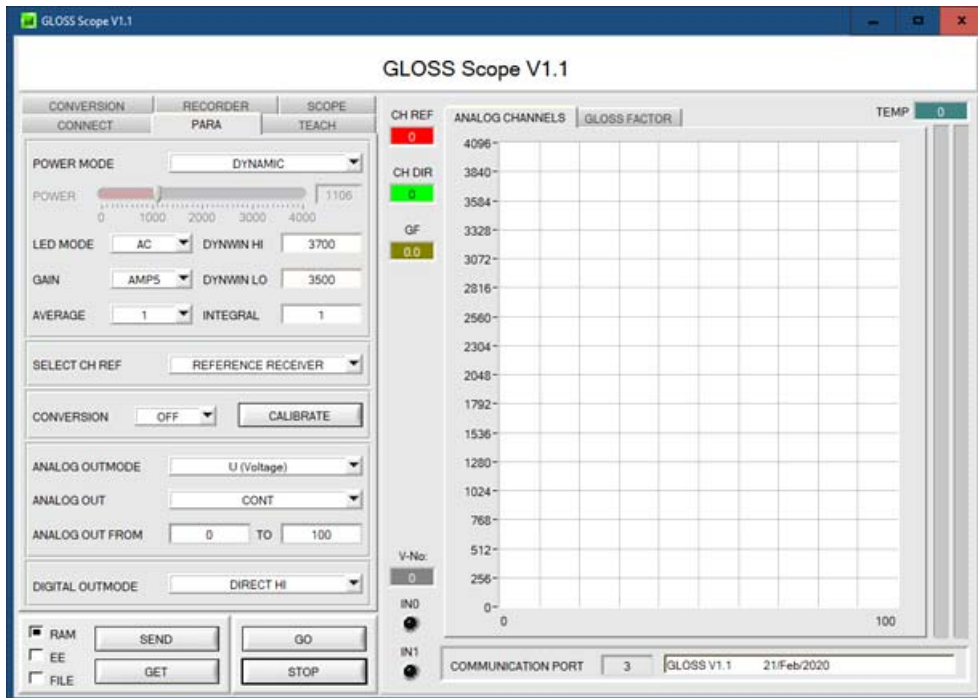 GLOSS Scope V1.1
GLOSS Scope V1.1
CONVERSION RECORDER SCOPE
CONNECT PARA TEACH
POWER MODE DYNAMIC
POWER 1106
0 1000 2000 3000 4000
LED MODE AC DYNWIN HI 3700
GAIN AMP5 DYNWIN LO 3500
AVERAGE 1 INTEGRAL 1
SELECT CH REF REFERENCE RECEIVER
CONVERSION OFF CALIBRATE
ANALOG OUTMODE U (Voltage)
ANALOG OUT CONT
ANALOG OUT FROM 0 TO 100
DIGITAL OUTMODE DIRECT HI
RAM
EE
FILE
SEND GO
GET STOP
CH REF
0
CH DIR
0
GF
0.0
V-No:
0
IN0
IN1
ANALOG CHANNELS GLOSS FACTOR
TEMP 0
4096
3840
3584
3328
3072
2816
2560
2304
2048
1792
1536
1280
1024
768
512
256
0
0 100
COMMUNICATION PORT 3 GLOSS V1.1 21/Feb/2020